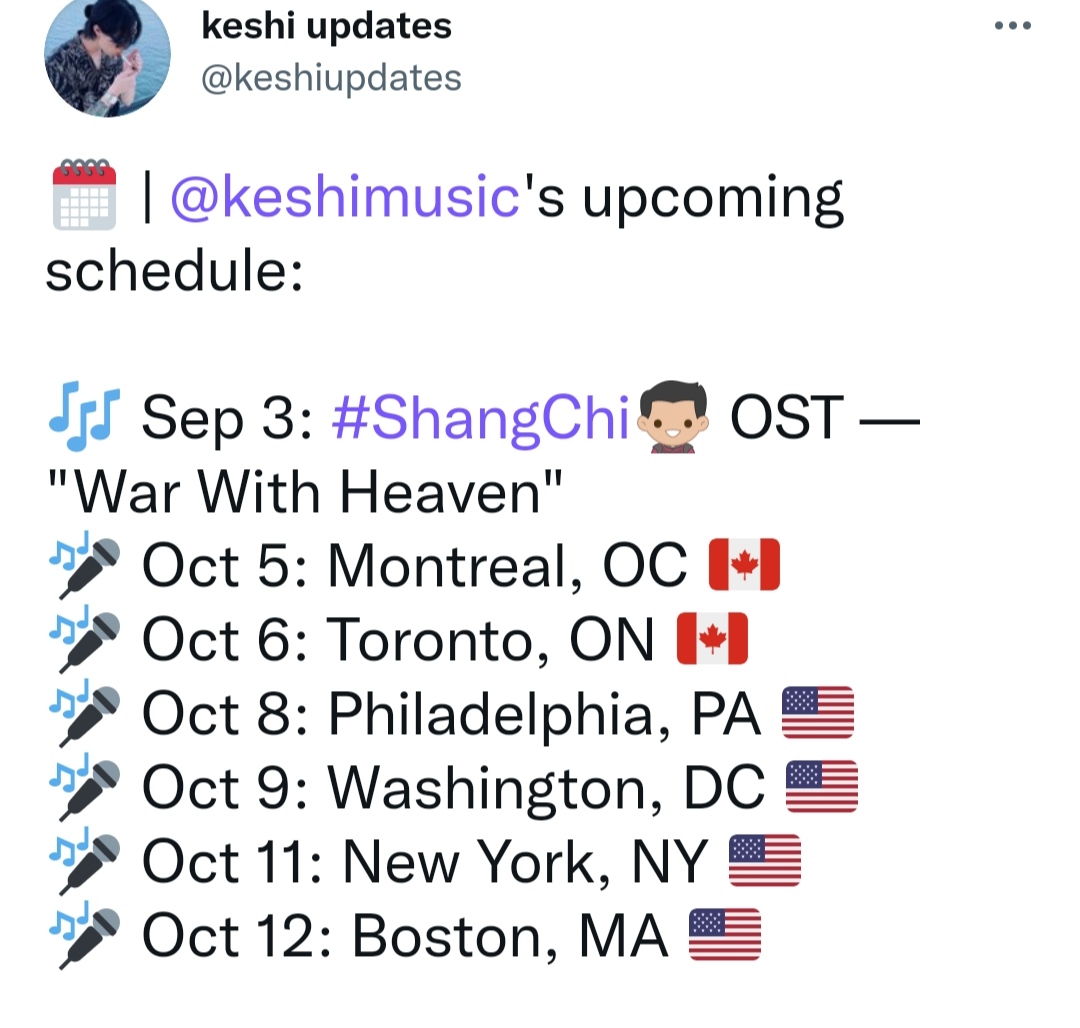 keshi updates
@keshiupdates
| @keshimusic's upcoming
schedule:
Sep 3: #ShangChi OST —
"War With Heaven"
Oct 5: Montreal, OC
Oct 6: Toronto, ON
Oct 8: Philadelphia, PA
Oct 9: Washington, DC
Oct 11: New York, NY
Oct 12: Boston, MA